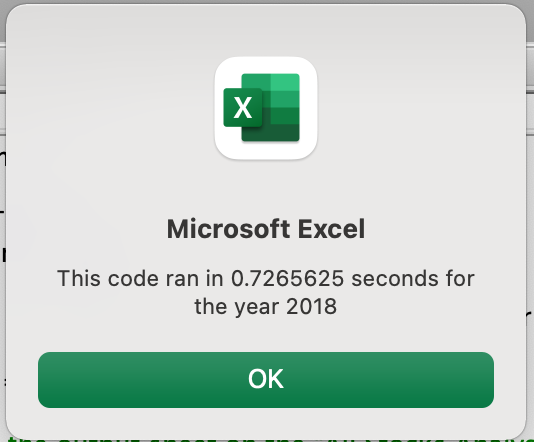 X
Microsoft Excel
This code ran in 0.7265625 seconds for
the year 2018
OK